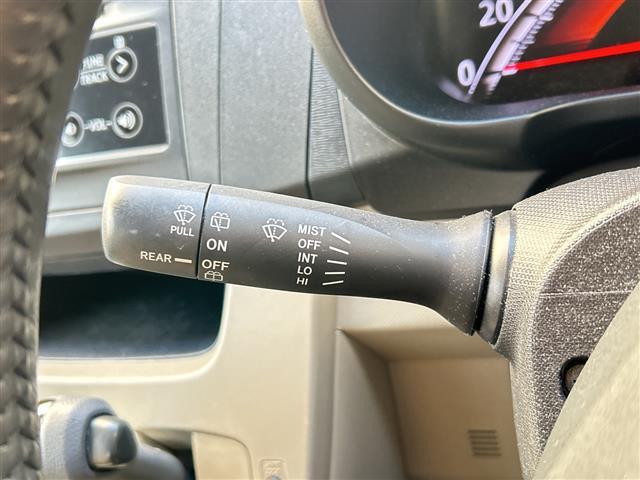 TUNE
TRACK
VOL
20
0
PULL
REAR
ON
OFF
MIST
OFF
INT
LO
HI